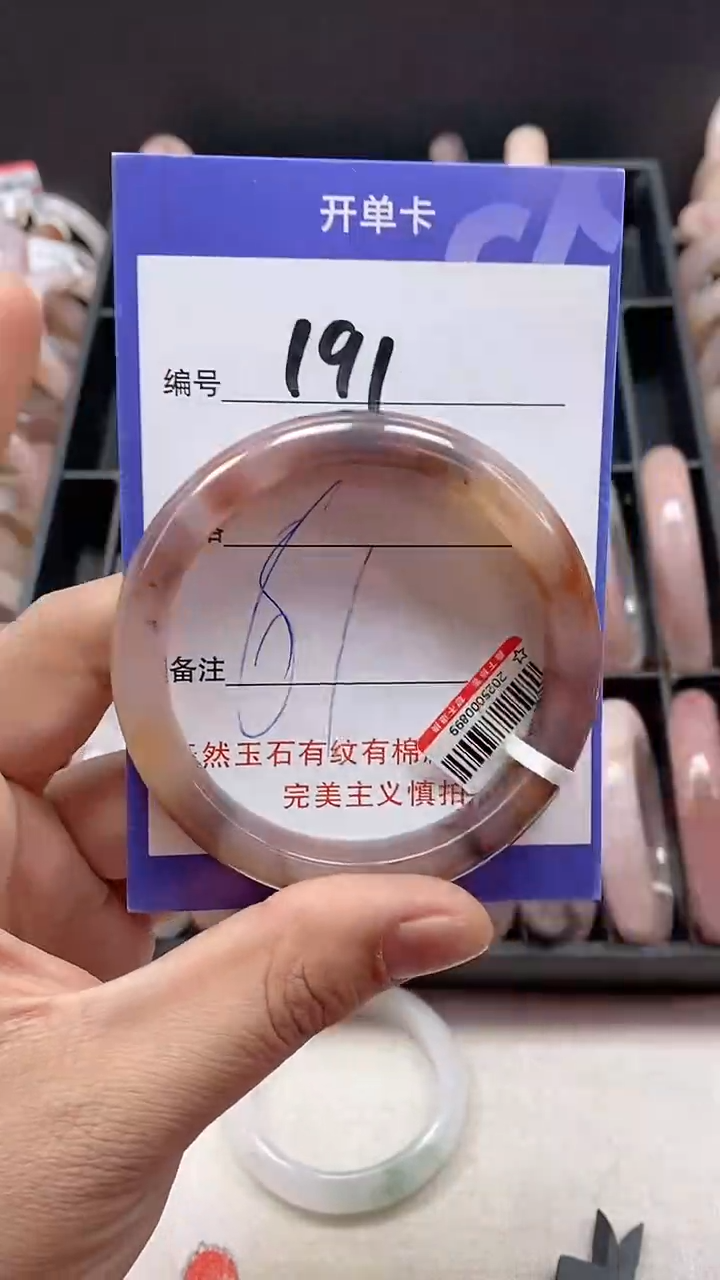 开单卡
编号 191
备注
然玉石有纹有棉
完美主义慎拍
2025000899